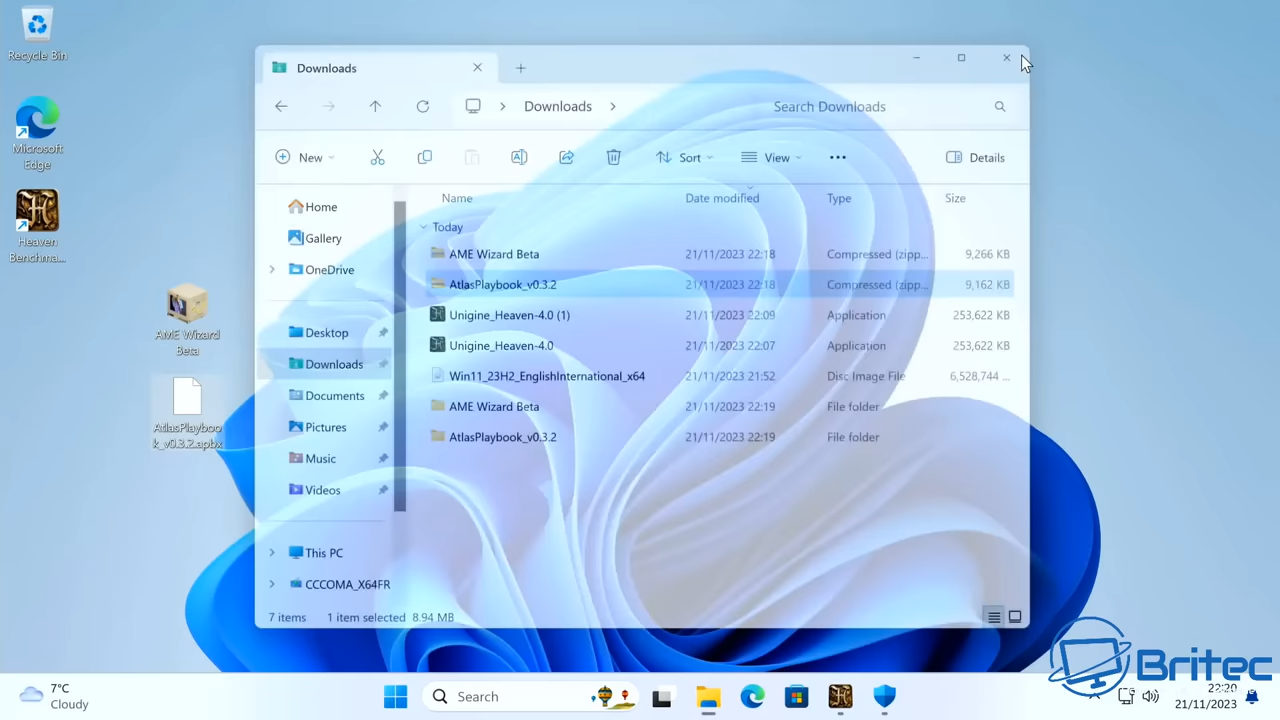 Recycle Bin
Microsoft
Edge
Heaven
Benchma...
AME Wizard
Beta
AtlasPlayboo
k_v0.3.2.apbx
Downloads
Downloads
Search Downloads
New
Sort
View
Details
Name Date modified Type Size
Today
AME Wizard Beta 21/11/2023 22:18 Compressed (zipp... 9,266 KB
AtlasPlaybook_v0.3.2 21/11/2023 22:18 Compressed (zipp... 9,162 KB
Unigine_Heaven-4.0 (1) 21/11/2023 22:09 Application 253,622 KB
Unigine_Heaven-4.0 21/11/2023 22:07 Application 253,622 KB
Win11_23H2_EnglishInternational_x64 21/11/2023 21:52 Disc Image File 6,528,744 ...
AME Wizard Beta 21/11/2023 22:19 File folder
AtlasPlaybook_v0.3.2 21/11/2023 22:19 File folder
Home
Gallery
OneDrive
Desktop
Downloads
Documents
Pictures
Music
Videos
This PC
CCCOMA_X64FR
7 items 1 item selected 8.94 MB
Britec
7°C
Cloudy
Search
22:20
21/11/2023